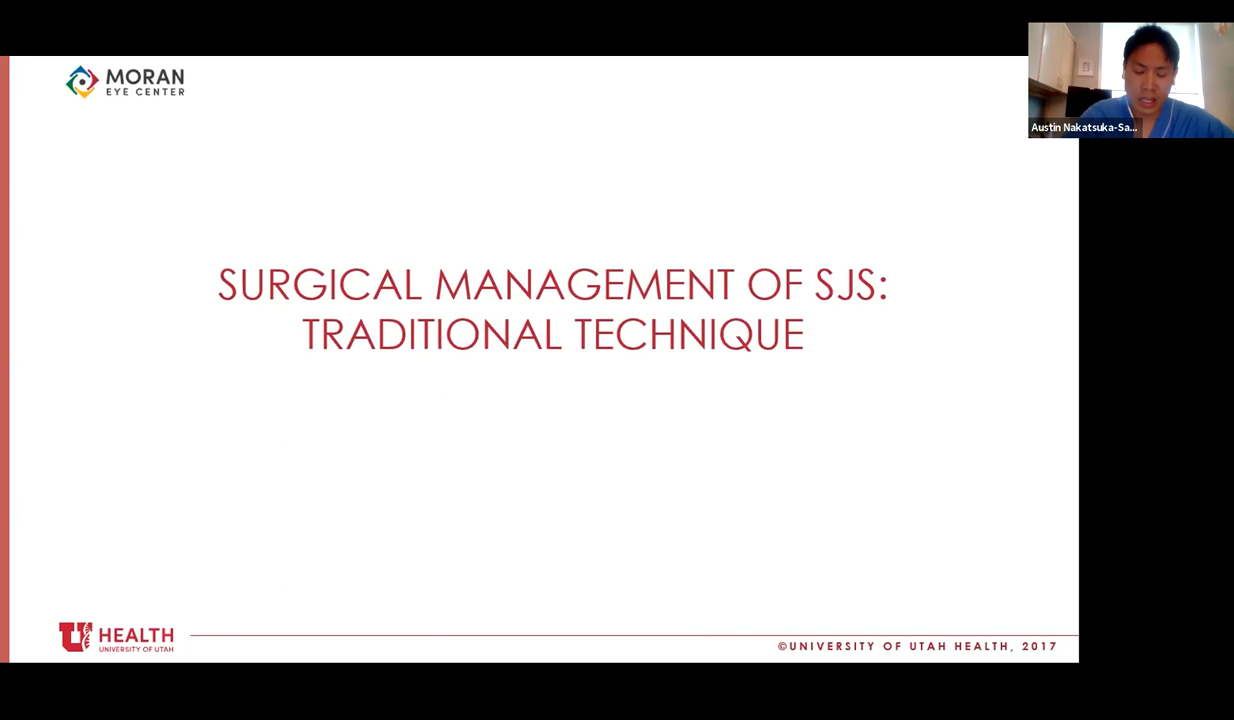 MORAN
EYE CENTER
Austin Nakatsuka-Sa...
SURGICAL MANAGEMENT OF SJS:
TRADITIONAL TECHNIQUE
U HEALTH
UNIVERSITY OF UTAH
©UNIVERSITY OF UTAH HEALTH, 2017